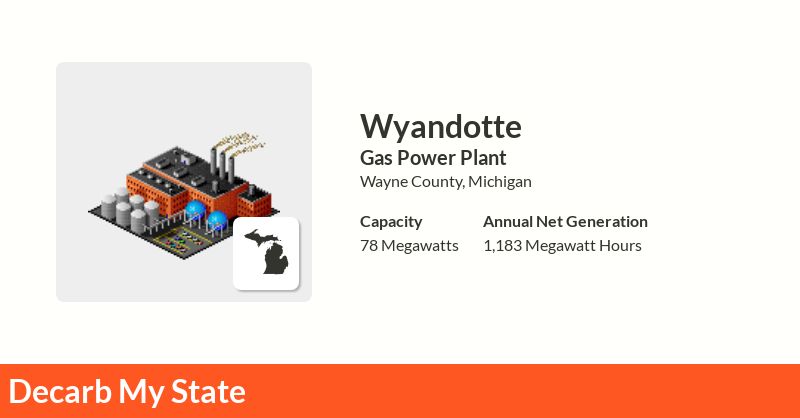 Wyandotte
Gas Power Plant
Wayne County, Michigan
Capacity
78 Megawatts
Annual Net Generation
1,183 Megawatt Hours
Decarb My State